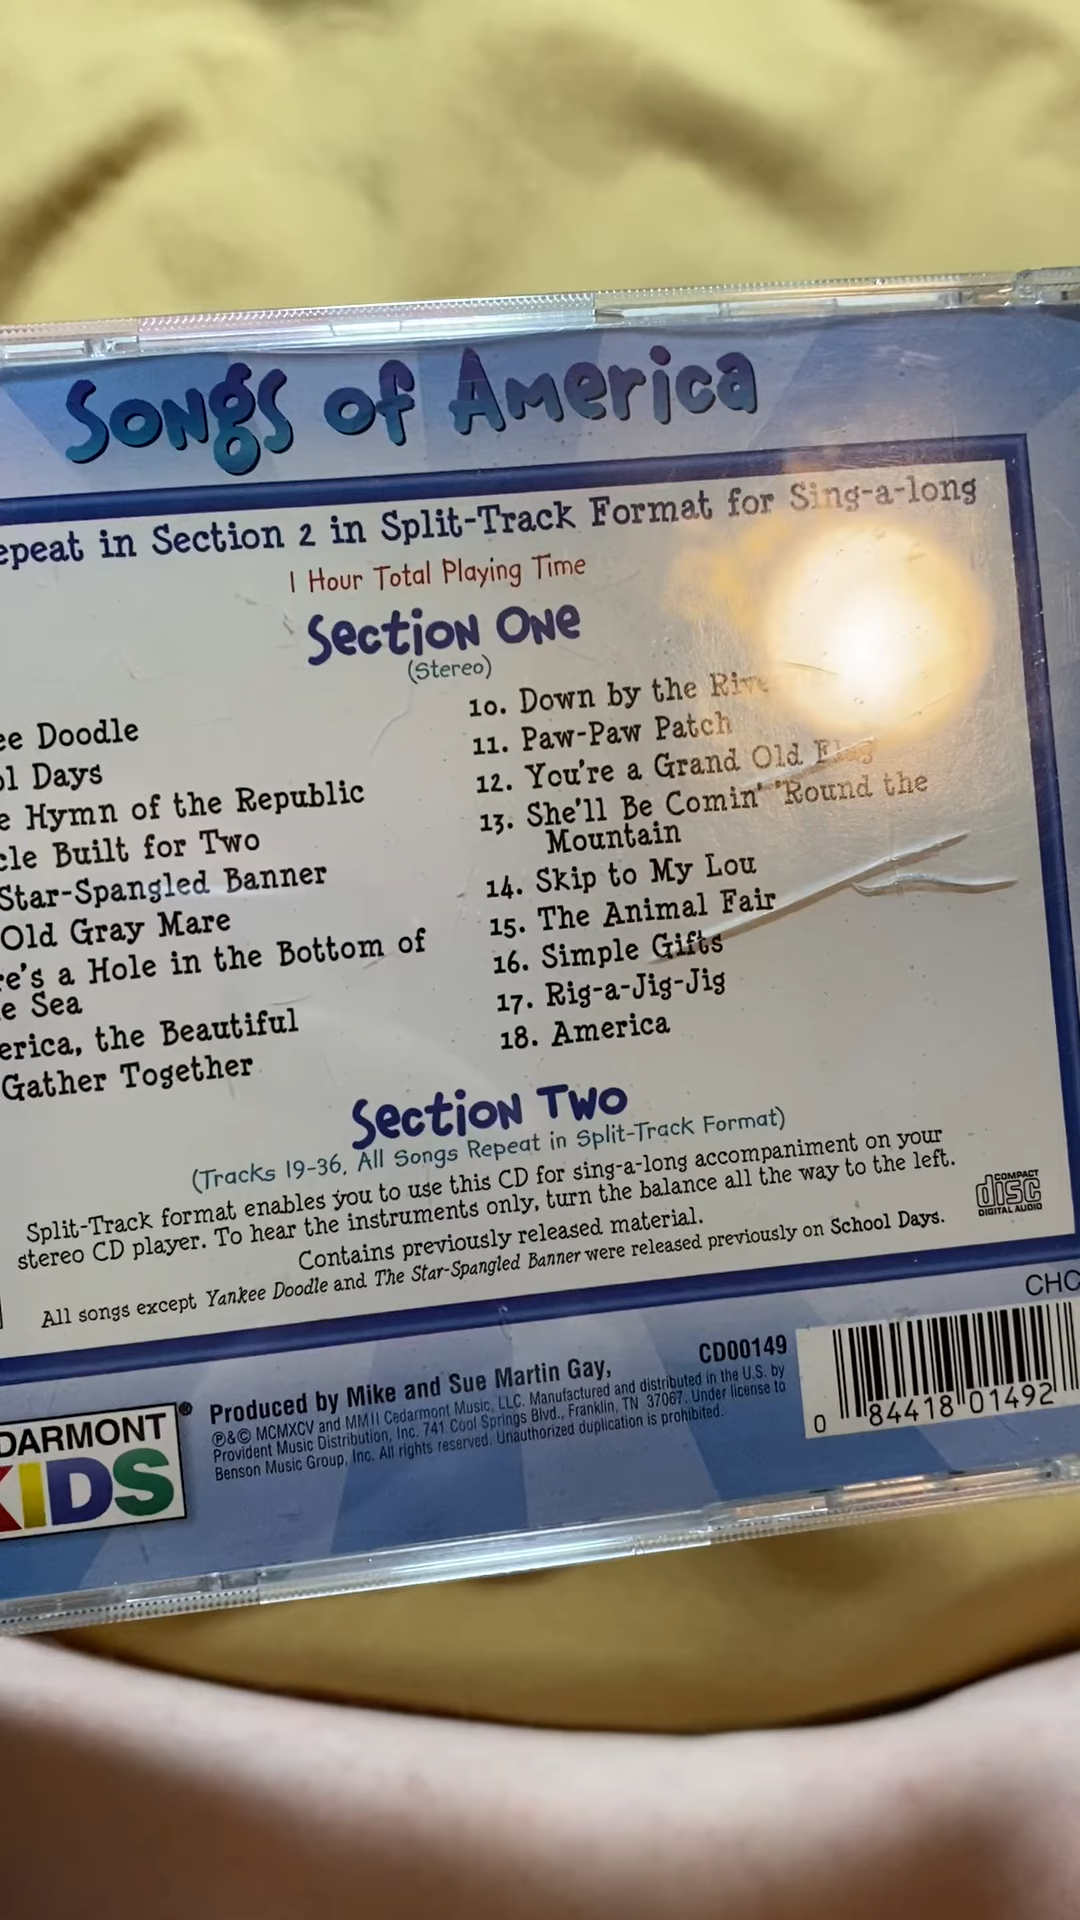 Songs of America
in Section 2 in Split-Track Format for Sing-a-long
1 Hour Total Playing Time
Section One
(Stereo)
Doodle
Days
Hymn of the Republic
Built for Two
Star-Spangled Banner
Old Gray Mare
a Hole in the Bottom of
Sea
the Beautiful
Gather Together
10. Down by the
11. Paw-Paw Patch
12. You're a Grand Old Flag
13. She'll Be Comin' 'Round the
Mountain
14. Skip to My Lou
15. The Animal Fair
16. Simple Gifts
17. Rig-a-Jig-Jig
18. America
Section Two
(Tracks 19-36, All Songs Repeat in Split-Track Format)
Split-Track format enables you to use this CD for sing-a-long accompaniment on your
stereo CD player. To hear the instruments only, turn the balance all the way to the left.
Contains previously released material.
All songs except Yankee Doodle and The Star-Spangled Banner were released previously on School Days.
COMPACT
disc
DIGITAL AUDIO
CHC
DARMONT®
KIDS
Produced by Mike and Sue Martin Gay,
CD00149
℗&© MCMXCV and MMII Cedarmont Music, LLC. Manufactured and distributed in the U.S. by
Provident Music Distribution, Inc. 741 Cool Springs Blvd., Franklin, TN 37067. Under license to
Benson Music Group, Inc. All rights reserved. Unauthorized duplication is prohibited.
0 84418 01492